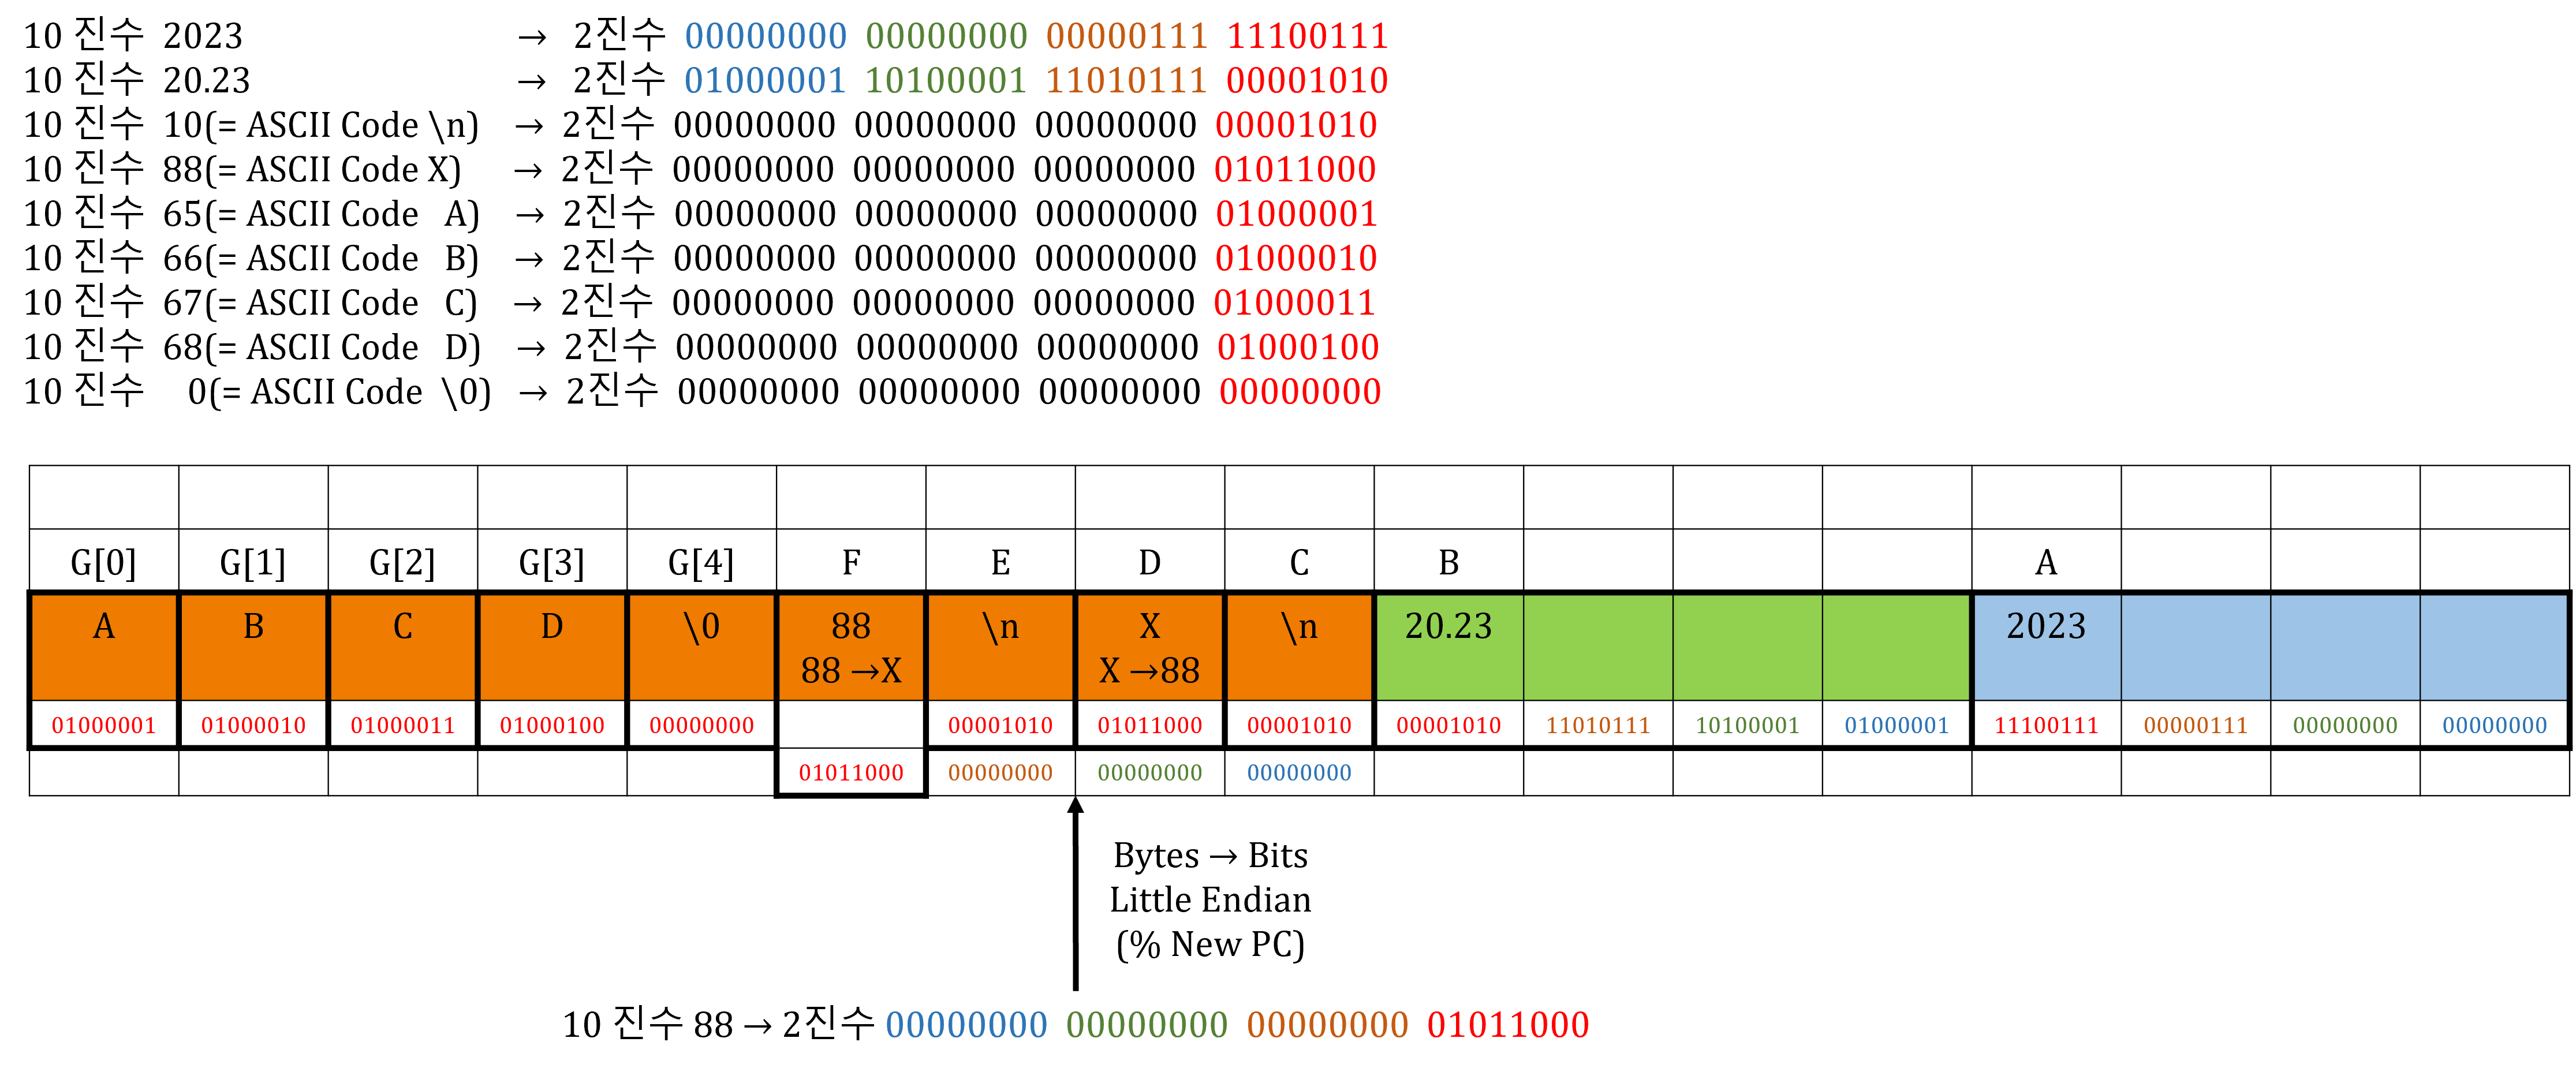 10 진수 2023 → 2진수 00000000 00000000 00000111 11100111
10 진수 20.23 → 2진수 01000001 10100001 11010111 00001010
10 진수 10(= ASCII Code \n) → 2진수 00000000 00000000 00000000 00001010
10 진수 88(= ASCII Code X) → 2진수 00000000 00000000 00000000 01011000
10 진수 65(= ASCII Code A) → 2진수 00000000 00000000 00000000 01000001
10 진수 66(= ASCII Code B) → 2진수 00000000 00000000 00000000 01000010
10 진수 67(= ASCII Code C) → 2진수 00000000 00000000 00000000 01000011
10 진수 68(= ASCII Code D) → 2진수 00000000 00000000 00000000 01000100
10 진수 0(= ASCII Code \0) → 2진수 00000000 00000000 00000000 00000000
G[0] G[1] G[2] G[3] G[4] F E D C B A
A B C D \0 88 \n X \n 20.23 2023
88 →X X →88
01000001 01000010 01000011 01000100 00000000 00001010 01011000 00001010 00001010 11010111 10100001 01000001 11100111 00000111 00000000 00000000
01011000 00000000 00000000 00000000
Bytes → Bits
Little Endian
(% New PC)
10 진수 88 → 2진수 00000000 00000000 00000000 01011000